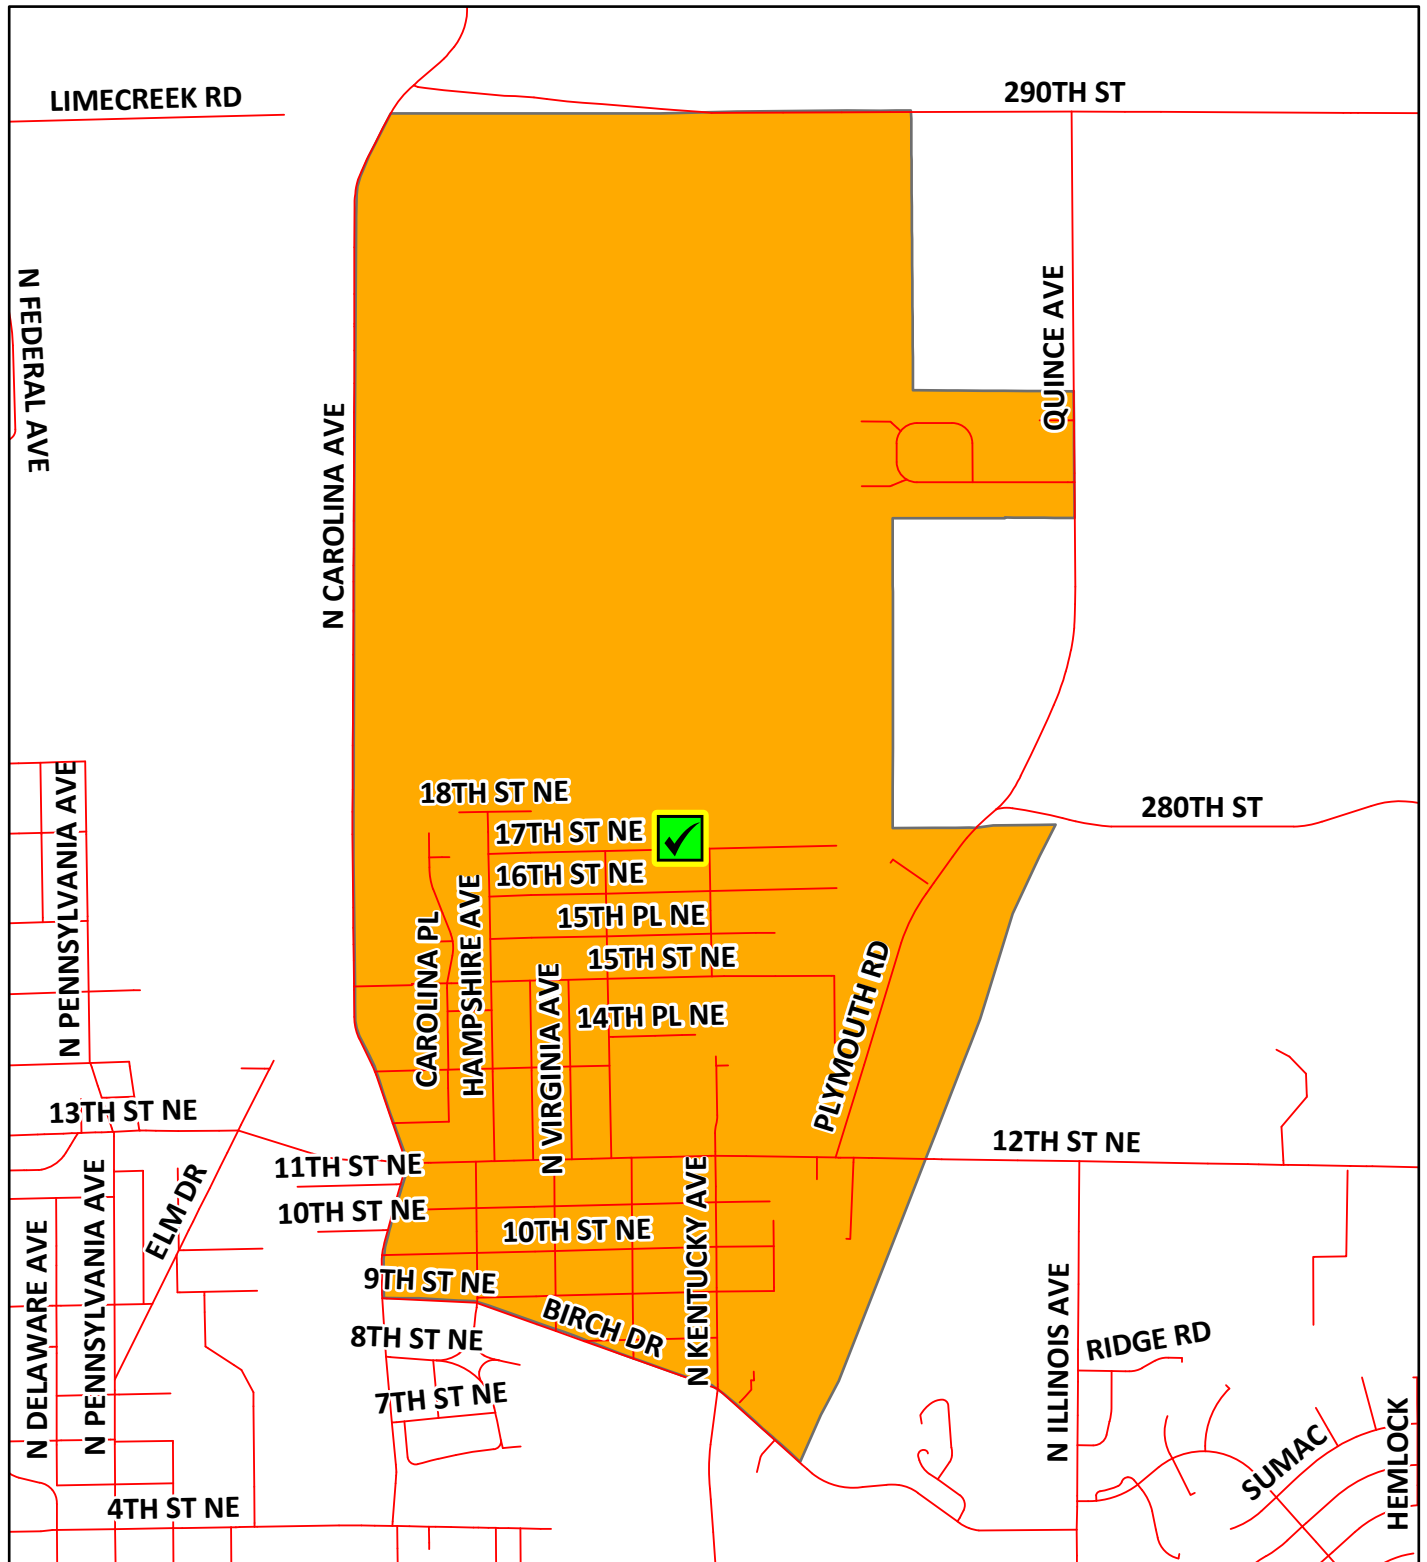 LIMECREEK RD
290TH ST
N FEDERAL AVE
QUINCE AVE
N CAROLINA AVE
N PENNSYLVANIA AVE
18TH ST NE
280TH ST
17TH ST NE
16TH ST NE
15TH PL NE
15TH ST NE
CAROLINA PL
HAMPSHIRE AVE
N VIRGINIA AVE
14TH PL NE
PLYMOUTH RD
13TH ST NE
12TH ST NE
11TH ST NE
10TH ST NE
10TH ST NE
ELM DR
N PENNSYLVANIA AVE
N DELAWARE AVE
N KENTUCKY AVE
9TH ST NE
BIRCH DR
8TH ST NE
7TH ST NE
N ILLINOIS AVE
RIDGE RD
SUMAC
HEMLOCK
4TH ST NE